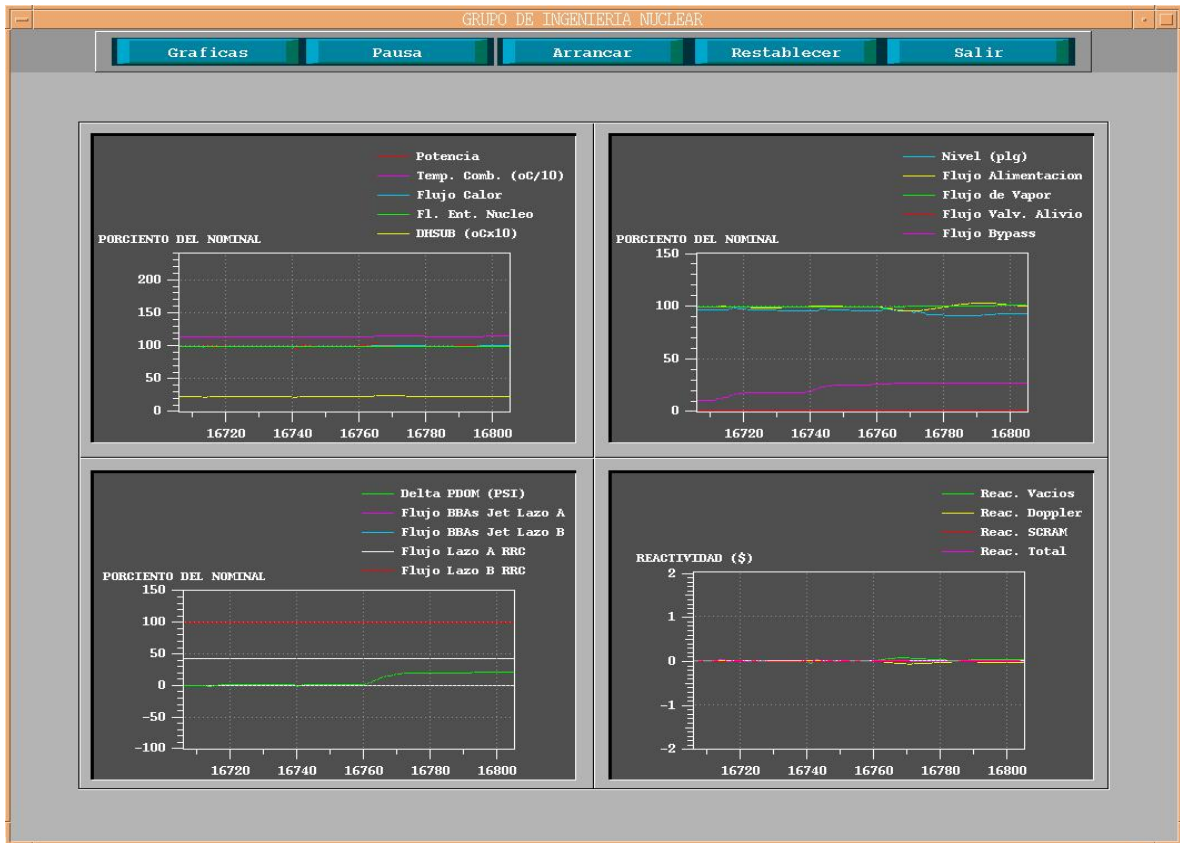 GRUPO DE INGENIERIA NUCLEAR
Graficas Pausa Arrancar Restablecer Salir
Potencia
Temp. Comb. (oC/10)
Flujo Calor
Fl. Ent. Nucleo
DHSUB (oCx10)
PORCIENTO DEL NOMINAL
200
150
100
50
0
16720 16740 16760 16780 16800
Nivel (plg)
Flujo Alimentacion
Flujo de Vapor
Flujo Valv. Alivio
Flujo Bypass
PORCIENTO DEL NOMINAL
150
100
50
0
16720 16740 16760 16780 16800
Delta PDOM (PSI)
Flujo BBAs Jet Lazo A
Flujo BBAs Jet Lazo B
Flujo Lazo A RRC
Flujo Lazo B RRC
PORCIENTO DEL NOMINAL
150
100
50
0
-50
-100
16720 16740 16760 16780 16800
Reac. Vacios
Reac. Doppler
Reac. SCRAM
Reac. Total
REACTIVIDAD ($)
2
1
0
-1
-2
16720 16740 16760 16780 16800